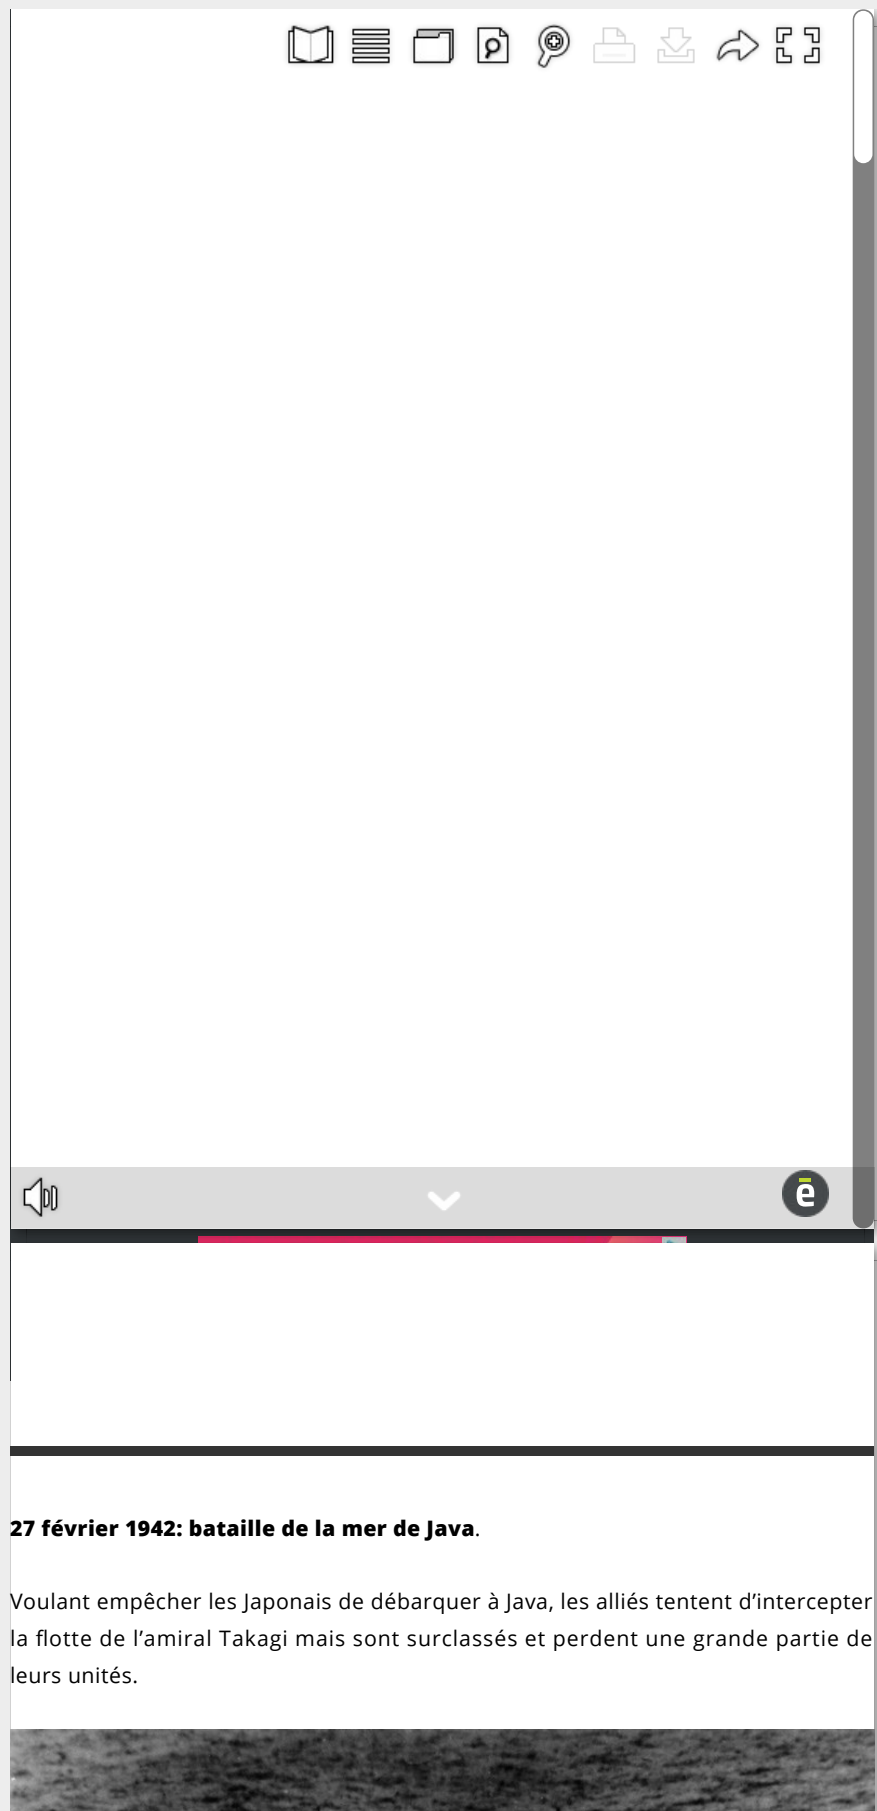 ē
27 février 1942: bataille de la mer de Java.
Voulant empêcher les Japonais de débarquer à Java, les alliés tentent d’intercepter
la flotte de l’amiral Takagi mais sont surclassés et perdent une grande partie de
leurs unités.